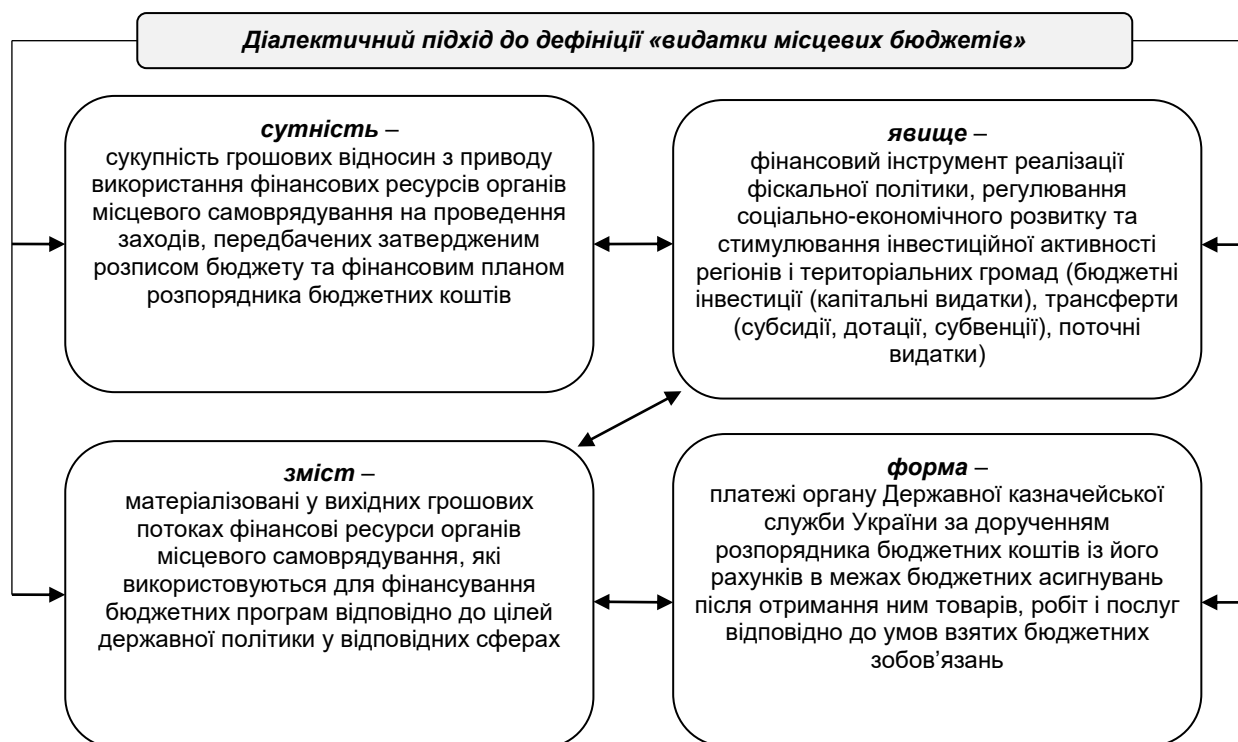 Діалектичний підхід до дефініції «видатки місцевих бюджетів»
сутність –
сукупність грошових відносин з приводу
використання фінансових ресурсів органів
місцевого самоврядування на проведення
заходів, передбачених затвердженим
розписом бюджету та фінансовим планом
розпорядника бюджетних коштів
явище –
фінансовий інструмент реалізації
фіскальної політики, регулювання
соціально-економічного розвитку та
стимулювання інвестиційної активності
регіонів і територіальних громад (бюджетні
інвестиції (капітальні видатки), трансферти
(субсидії, дотації, субвенції), поточні
видатки)
зміст –
матеріалізовані у вихідних грошових
потоках фінансові ресурси органів
місцевого самоврядування, які
використовуються для фінансування
бюджетних програм відповідно до цілей
державної політики у відповідних сферах
форма –
платежі органу Державної казначейської
служби України за дорученням
розпорядника бюджетних коштів із його
рахунків в межах бюджетних асигнувань
після отримання ним товарів, робіт і послуг
відповідно до умов взятих бюджетних
зобов’язань